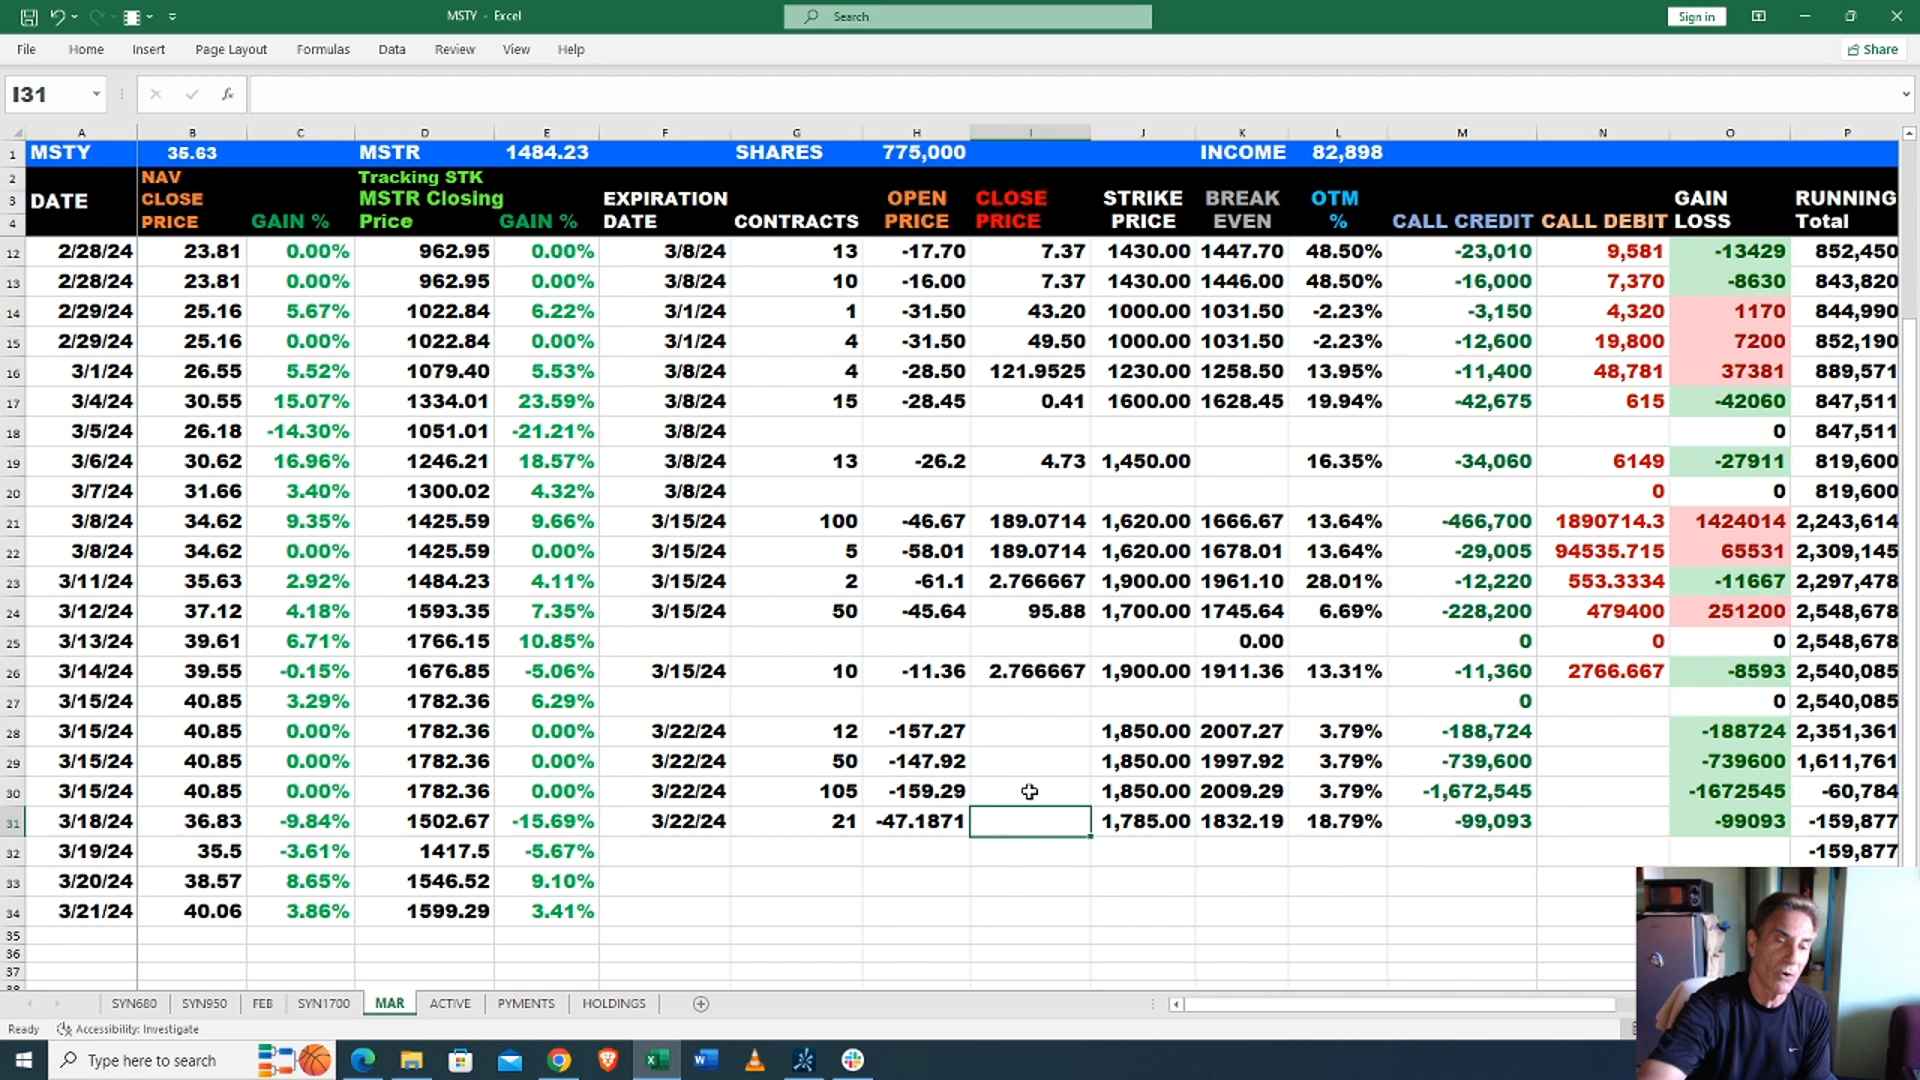 MSTY - Excel
Search
Sign in
File Home Insert Page Layout Formulas Data Review View Help
Share
I31
fx
A B C D E F G H I J K L M N O P
1 MSTY 35.63 MSTR 1484.23 SHARES 775,000 INCOME 82,898
2 NAV Tracking STK
3 DATE CLOSE MSTR Closing EXPIRATION OPEN CLOSE STRIKE BREAK OTM GAIN RUNNING
4 PRICE GAIN % Price GAIN % DATE CONTRACTS PRICE PRICE PRICE EVEN % CALL CREDIT CALL DEBIT LOSS Total
12 2/28/24 23.81 0.00% 962.95 0.00% 3/8/24 13 -17.70 7.37 1430.00 1447.70 48.50% -23,010 9,581 -13429 852,450
13 2/28/24 23.81 0.00% 962.95 0.00% 3/8/24 10 -16.00 7.37 1430.00 1446.00 48.50% -16,000 7,370 -8630 843,820
14 2/29/24 25.16 5.67% 1022.84 6.22% 3/1/24 1 -31.50 43.20 1000.00 1031.50 -2.23% -3,150 4,320 1170 844,990
15 2/29/24 25.16 0.00% 1022.84 0.00% 3/1/24 4 -31.50 49.50 1000.00 1031.50 -2.23% -12,600 19,800 7200 852,190
16 3/1/24 26.55 5.52% 1079.40 5.53% 3/8/24 4 -28.50 121.9525 1230.00 1258.50 13.95% -11,400 48,781 37381 889,571
17 3/4/24 30.55 15.07% 1334.01 23.59% 3/8/24 15 -28.45 0.41 1600.00 1628.45 19.94% -42,675 615 -42060 847,511
18 3/5/24 26.18 -14.30% 1051.01 -21.21% 3/8/24 0 847,511
19 3/6/24 30.62 16.96% 1246.21 18.57% 3/8/24 13 -26.2 4.73 1,450.00 16.35% -34,060 6149 -27911 819,600
20 3/7/24 31.66 3.40% 1300.02 4.32% 3/8/24 0 0 819,600
21 3/8/24 34.62 9.35% 1425.59 9.66% 3/15/24 100 -46.67 189.0714 1,620.00 1666.67 13.64% -466,700 1890714.3 1424014 2,243,614
22 3/8/24 34.62 0.00% 1425.59 0.00% 3/15/24 5 -58.01 189.0714 1,620.00 1678.01 13.64% -29,005 94535.715 65531 2,309,145
23 3/11/24 35.63 2.92% 1484.23 4.11% 3/15/24 2 -61.1 2.766667 1,900.00 1961.10 28.01% -12,220 553.3334 -11667 2,297,478
24 3/12/24 37.12 4.18% 1593.35 7.35% 3/15/24 50 -45.64 95.88 1,700.00 1745.64 6.69% -228,200 479400 251200 2,548,678
25 3/13/24 39.61 6.71% 1766.15 10.85% 0.00 0 0 0 2,548,678
26 3/14/24 39.55 -0.15% 1676.85 -5.06% 3/15/24 10 -11.36 2.766667 1,900.00 1911.36 13.31% -11,360 2766.667 -8593 2,540,085
27 3/15/24 40.85 3.29% 1782.36 6.29% 0 0 2,540,085
28 3/15/24 40.85 0.00% 1782.36 0.00% 3/22/24 12 -157.27 1,850.00 2007.27 3.79% -188,724 -188724 2,351,361
29 3/15/24 40.85 0.00% 1782.36 0.00% 3/22/24 50 -147.92 1,850.00 1997.92 3.79% -739,600 -739600 1,611,761
30 3/15/24 40.85 0.00% 1782.36 0.00% 3/22/24 105 -159.29 1,850.00 2009.29 3.79% -1,672,545 -1672545 -60,784
31 3/18/24 36.83 -9.84% 1502.67 -15.69% 3/22/24 21 -47.1871 1,785.00 1832.19 18.79% -99,093 -99093 -159,877
32 3/19/24 35.5 -3.61% 1417.5 -5.67% -159,877
33 3/20/24 38.57 8.65% 1546.52 9.10%
34 3/21/24 40.06 3.86% 1599.29 3.41%
35
36
37
SYN680 SYN950 FEB SYN1700 MAR ACTIVE PYMENTS HOLDINGS
Ready Accessibility: Investigate
Type here to search